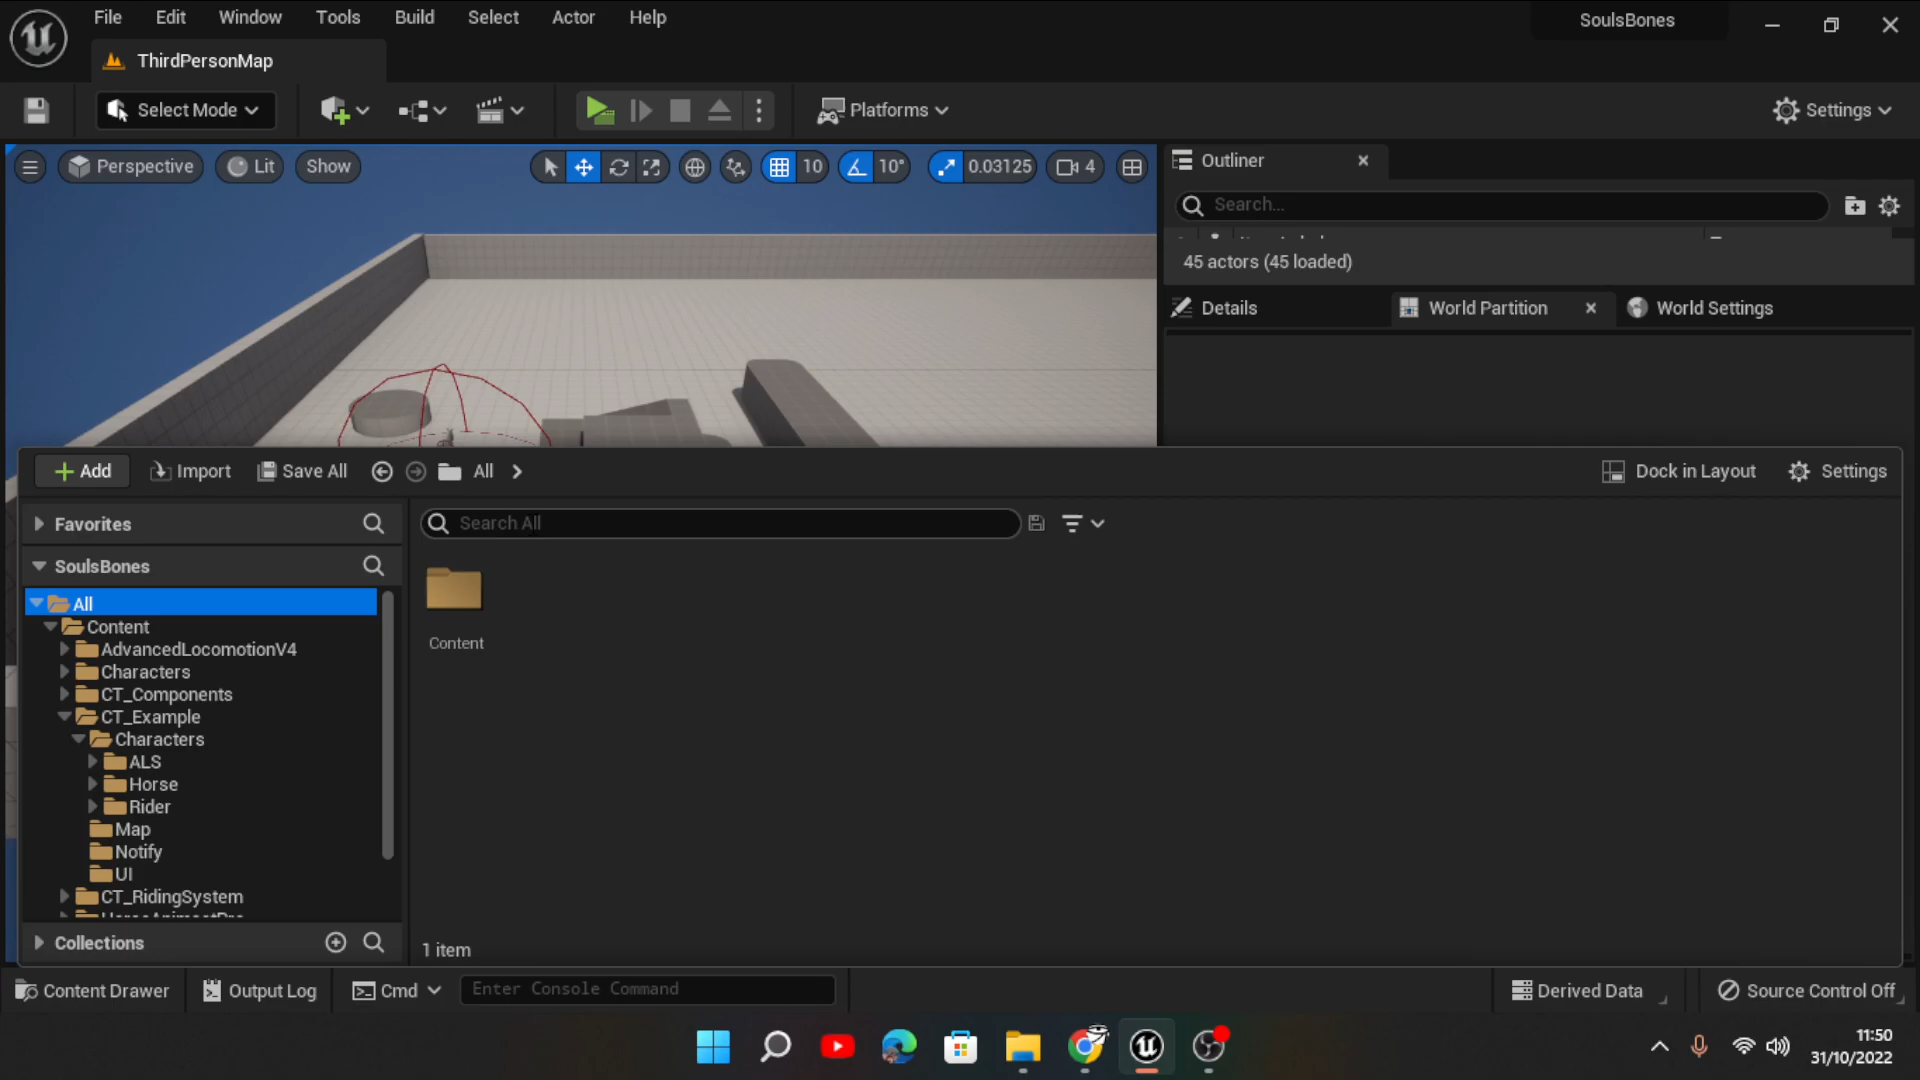 File Edit Window Tools Build Select Actor Help SoulsBones
ThirdPersonMap
Select Mode Platforms Settings
Perspective Lit Show 10 10° 0.03125 4 Outliner
Search...
45 actors (45 loaded)
Details World Partition World Settings
Add Import Save All All Dock in Layout Settings
Favorites Search All
SoulsBones
All
Content
AdvancedLocomotionV4
Characters
CT_Components
CT_Example
Characters
ALS
Horse
Rider
Map
Notify
UI
CT_RidingSystem
Content
Collections 1 item
Content Drawer Output Log Cmd Enter Console Command Derived Data Source Control Off
11:50
31/10/2022